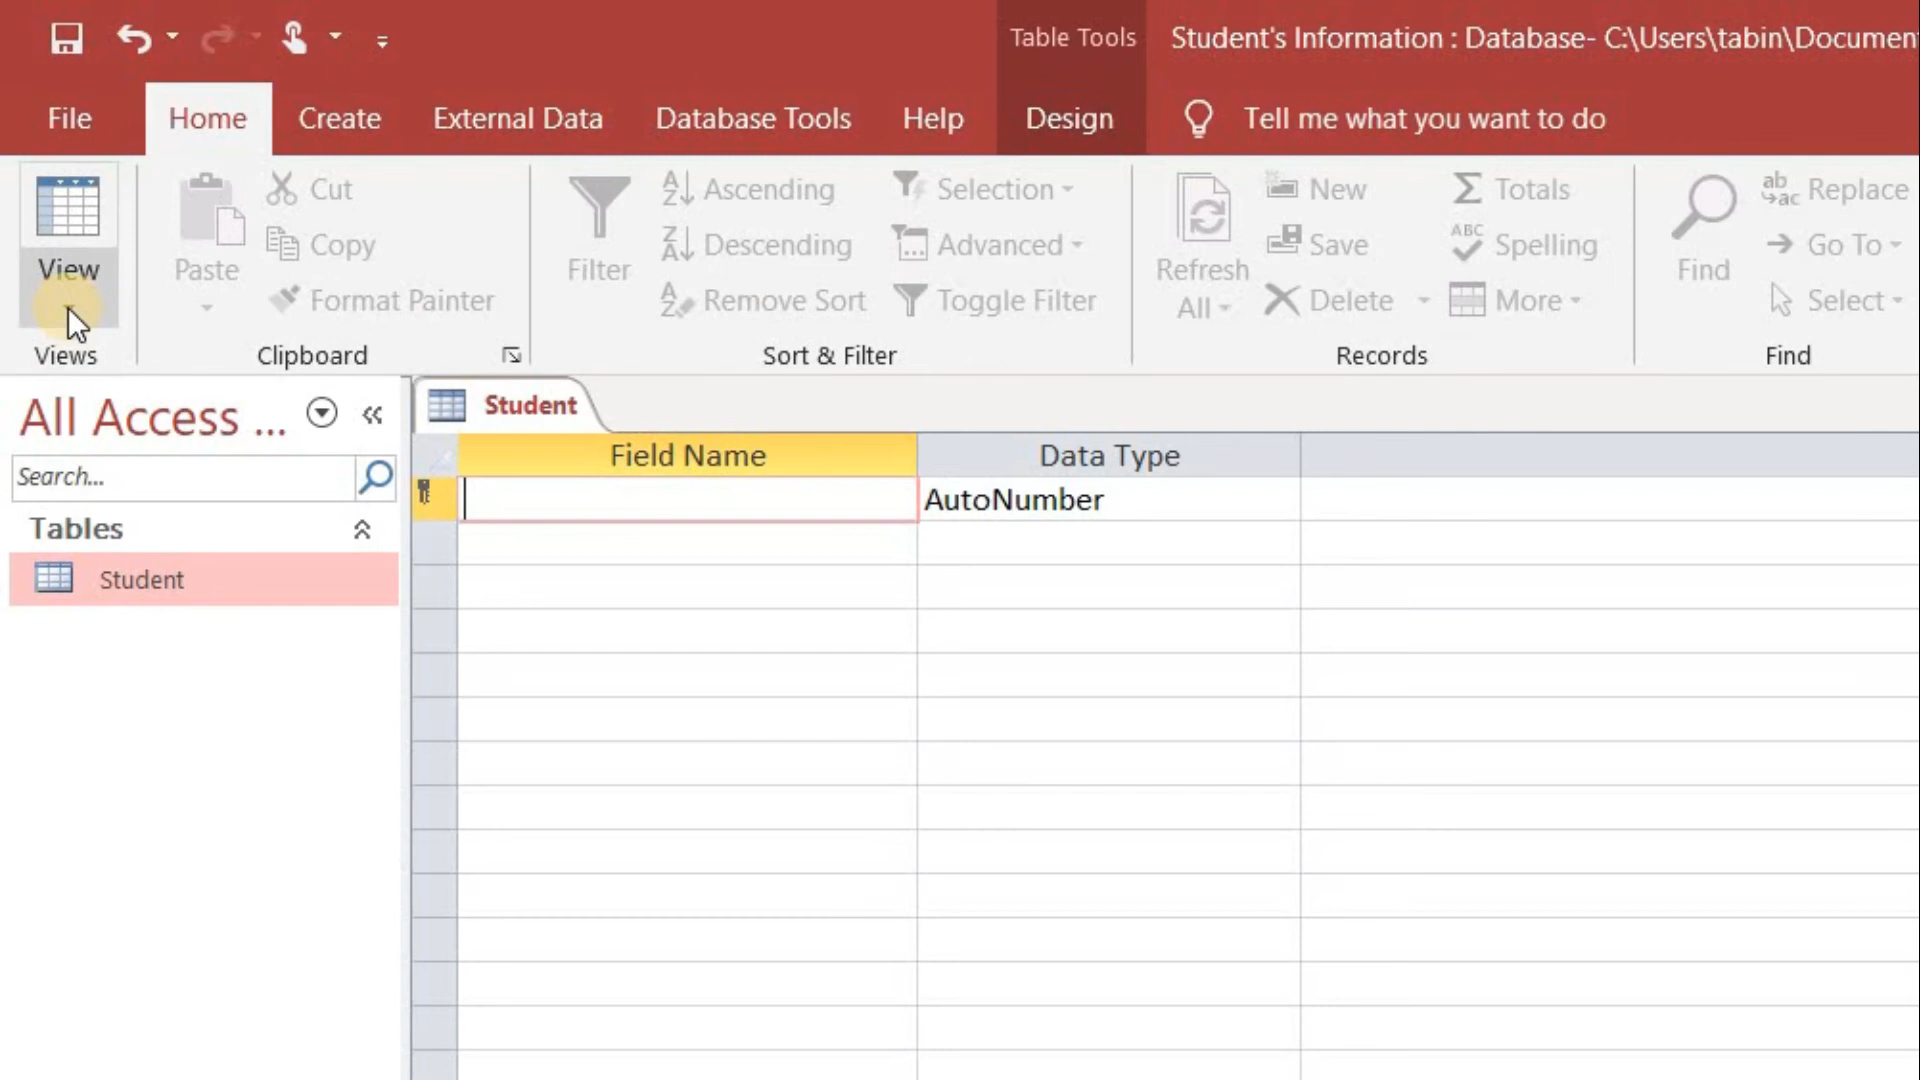 Table Tools Student's Information : Database- C:\Users\tabin\Documen
File Home Create External Data Database Tools Help Design Tell me what you want to do
View
Views
Paste
Cut
Copy
Format Painter
Clipboard
Filter
Ascending
Descending
Remove Sort
Selection
Advanced
Toggle Filter
Sort & Filter
Refresh
All
New
Save
Delete
Totals
Spelling
More
Records
Find
Replace
Go To
Select
Find
All Access ...
Search...
Tables
Student
Student
Field Name Data Type
AutoNumber